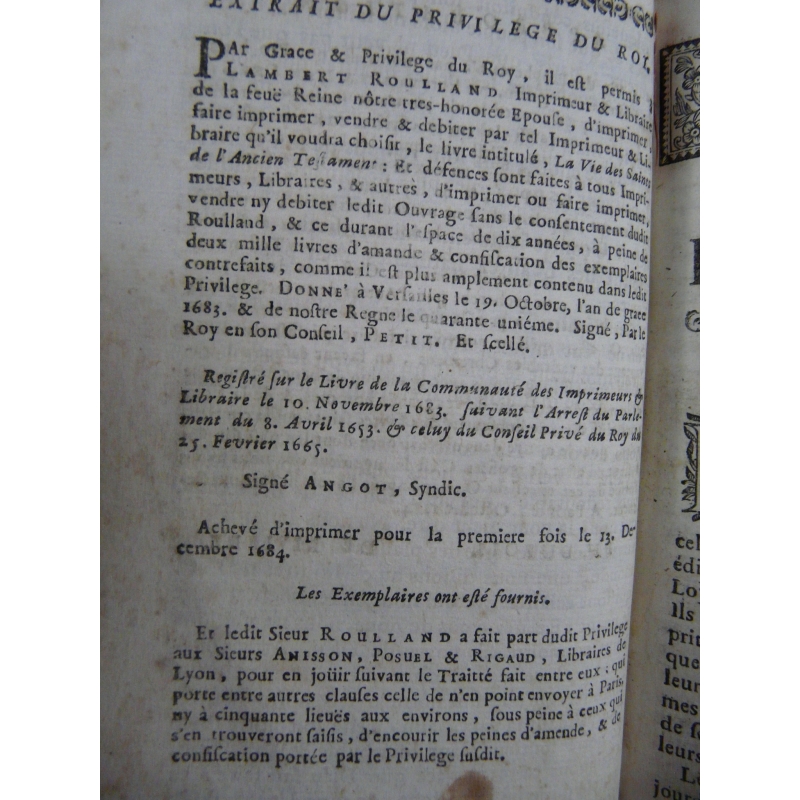 EXTRAIT DU PRIVILEGE DU ROY.
PAr Grace & Privilege du Roy, il est permis à
LAMBERT ROULLAND Imprimeur & Libraire
de la feuë Reine nôtre tres-honorée Epouse, d'imprimer,
faire imprimer, vendre & debiter par tel Imprimeur & Li-
braire qu'il voudra choisir, le livre intitulé, La Vie des Saints
de l'Ancien Testament: Et défences sont faites à tous Impri-
meurs, Libraires, & autres, d'imprimer ou faire imprimer,
vendre ny debiter ledit Ouvrage sans le consentement dudit
Roulland, & ce durant l'espace de dix années, à peine de
deux mille livres d'amande & confiscation des exemplaires
contrefaits, comme il est plus amplement contenu dans ledit
Privilege. DONNE' à Versailles le 19. Octobre, l'an de grace
1683. & de nostre Regne le quarante uniéme. Signé, Par le
Roy en son Conseil, PETIT. Et scellé.
Registré sur le Livre de la Communauté des Imprimeurs &
Libraire le 10. Novembre 1683. suivant l'Arrest du Parle-
ment du 8. Avril 1653. & celuy du Conseil Privé du Roy du
25. Fevrier 1665.
Signé ANGOT, Syndic.
Achevé d'imprimer pour la premiere fois le 13. De-
cembre 1684.
Les Exemplaires ont esté fournis.
Et ledit Sieur ROULLAND a fait part dudit Privilege
aux Sieurs ANISSON, POSUEL & RIGAUD, Libraires de
Lyon, pour en joüir suivant le Traitté fait entre eux: qui
porte entre autres clauses celle de n'en point envoyer à Paris,
ny à cinquante lieuës aux environs, sous peine à ceux qui
s'en trouveront saisis, d'encourir les peines d'amende, & de
confiscation portée par le Privilege susdit.
cel
édi
Lo
Ils
prit
que
leur
mes
de s
leurs
L
jour